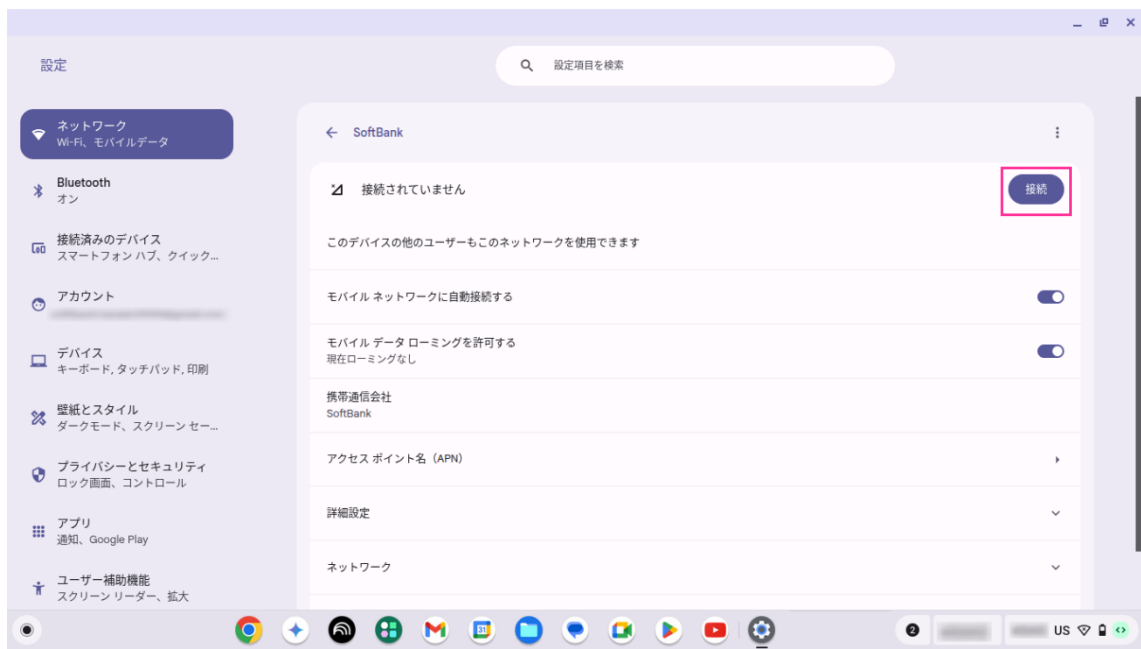 設定
設定項目を検索
ネットワーク
Wi-Fi、モバイルデータ
Bluetooth
オン
接続済みのデバイス
スマートフォン ハブ、クイック...
アカウント
デバイス
キーボード, タッチパッド, 印刷
壁紙とスタイル
ダークモード、スクリーン セー...
プライバシーとセキュリティ
ロック画面、コントロール
アプリ
通知、Google Play
ユーザー補助機能
スクリーン リーダー、拡大
SoftBank
接続されていません
接続
このデバイスの他のユーザーもこのネットワークを使用できます
モバイル ネットワークに自動接続する
モバイル データ ローミングを許可する
現在ローミングなし
携帯通信会社
SoftBank
アクセス ポイント名（APN）
詳細設定
ネットワーク
31
2
US